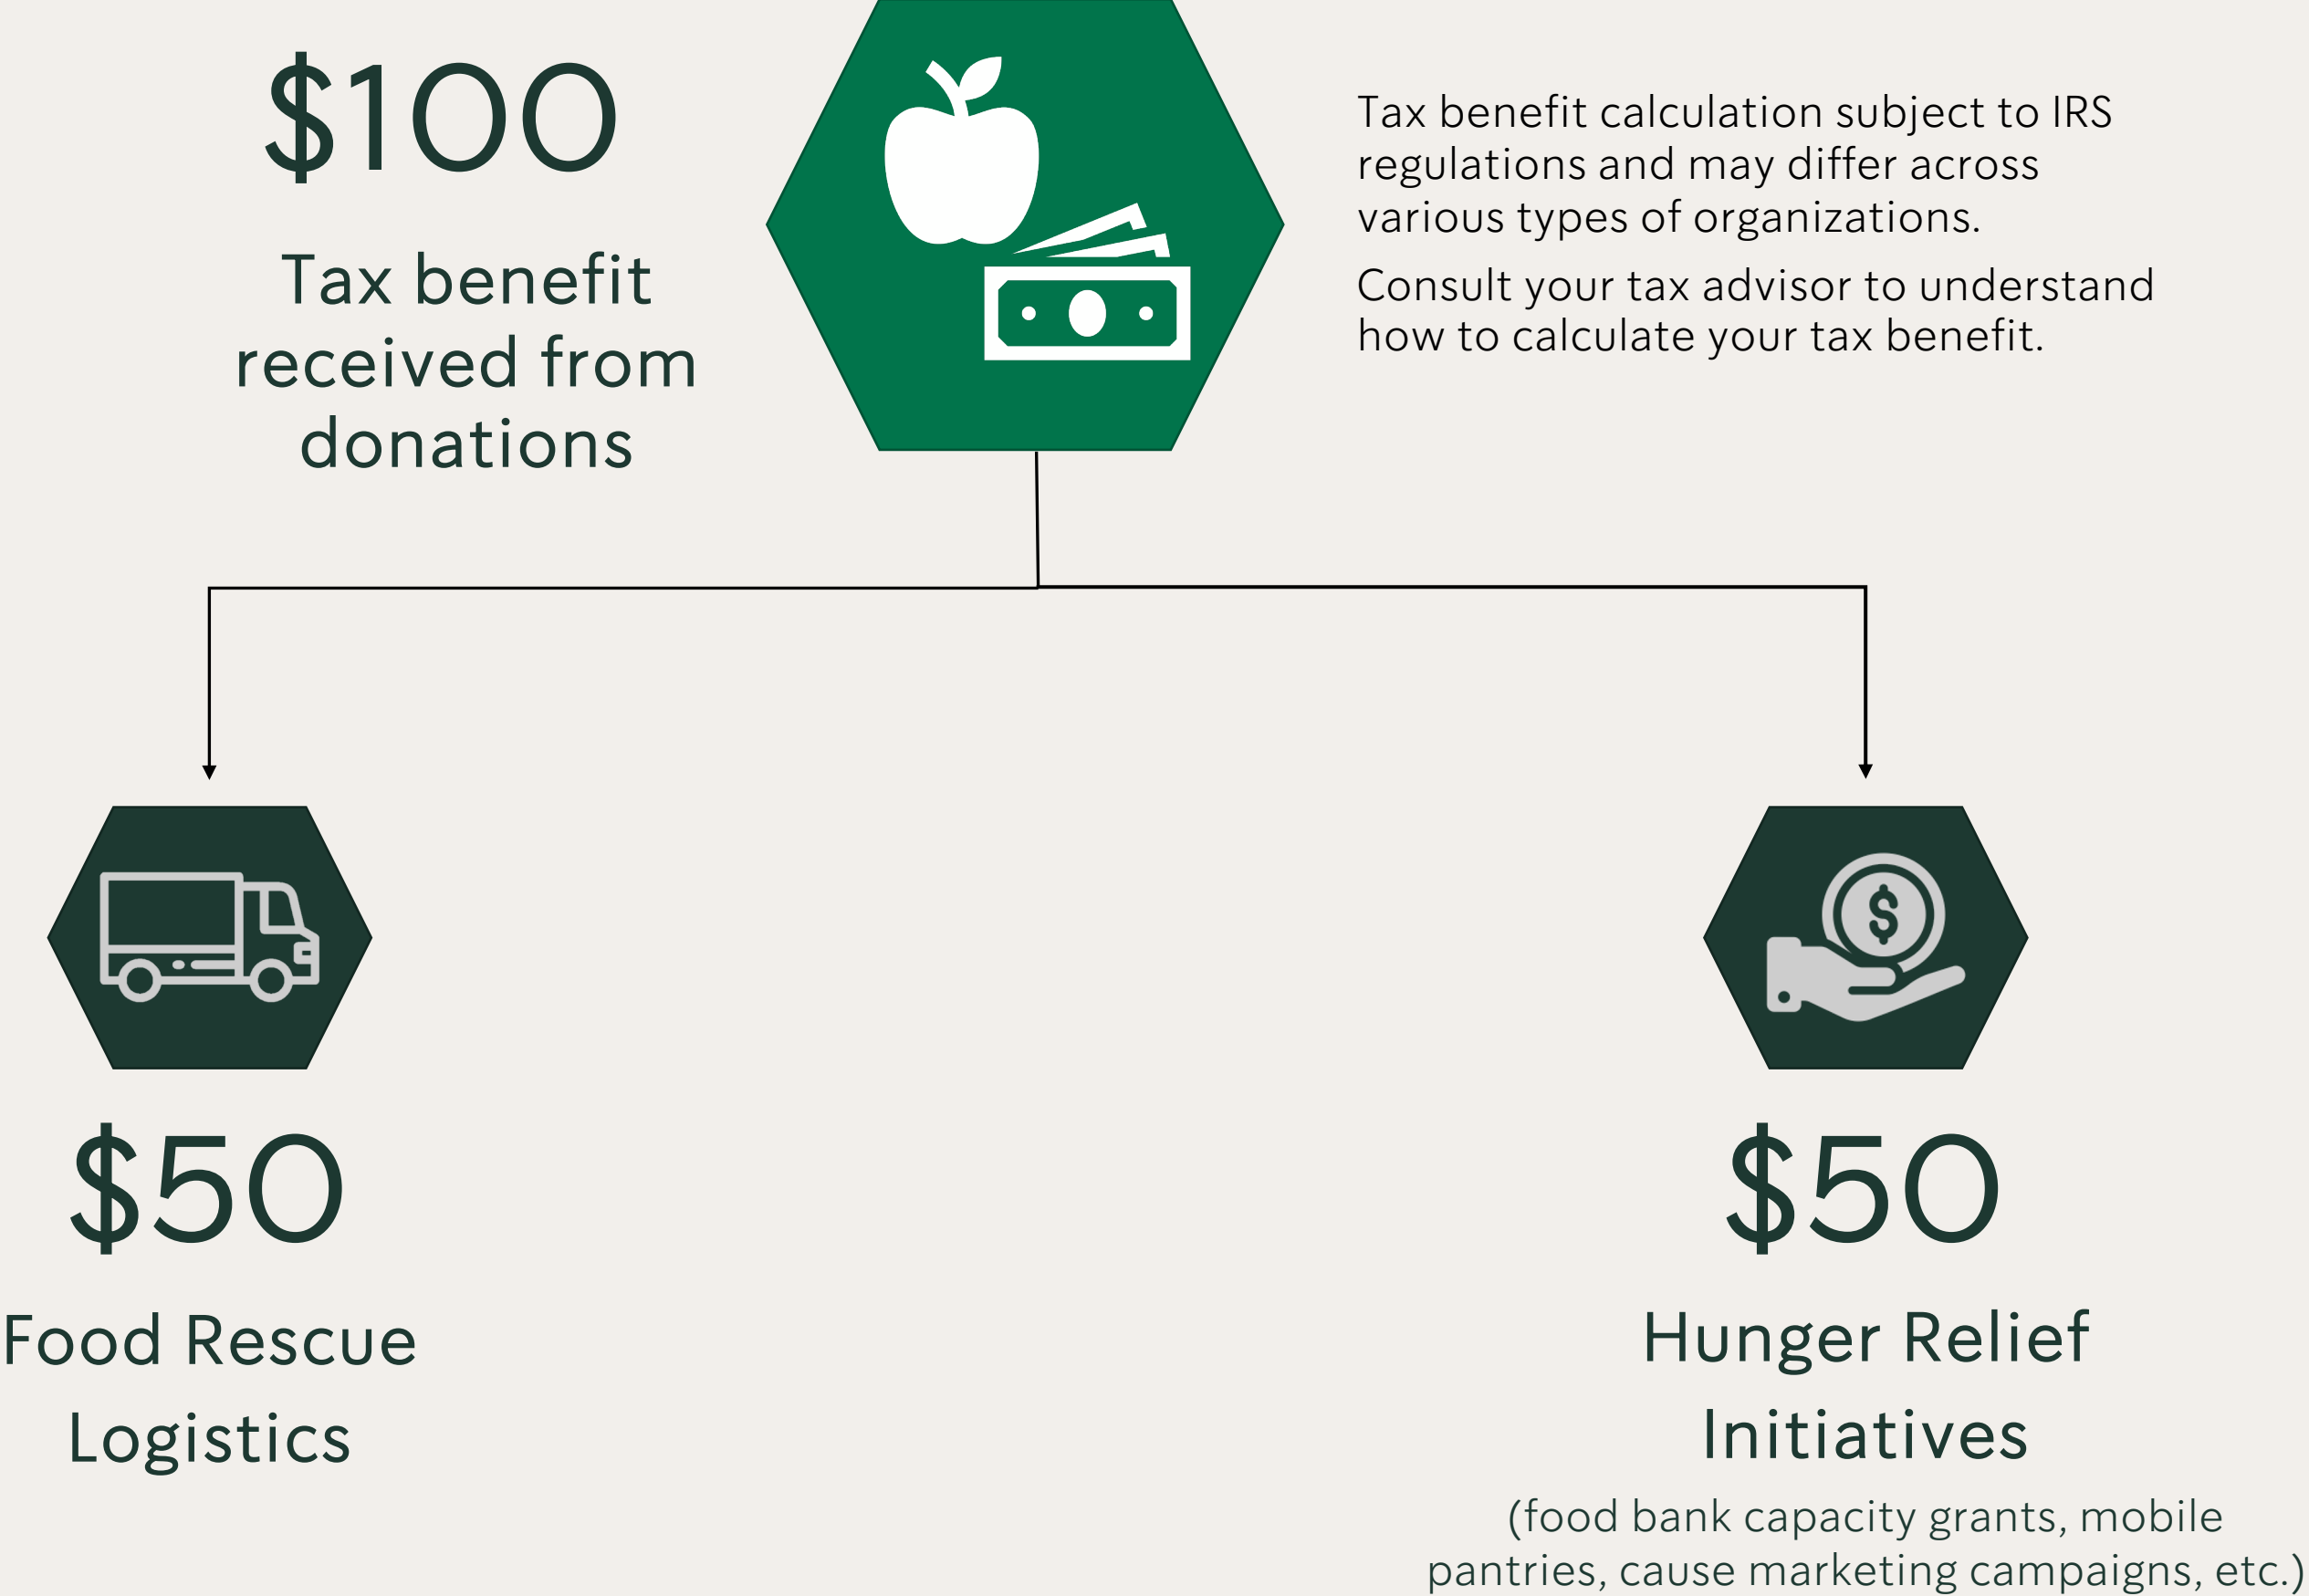 $100
Tax benefit
received from
donations
Tax benefit calculation subject to IRS
regulations and may differ across
various types of organizations.
Consult your tax advisor to understand
how to calculate your tax benefit.
$50
Food Rescue
Logistics
$50
Hunger Relief
Initiatives
(food bank capacity grants, mobile
pantries, cause marketing campaigns, etc.)